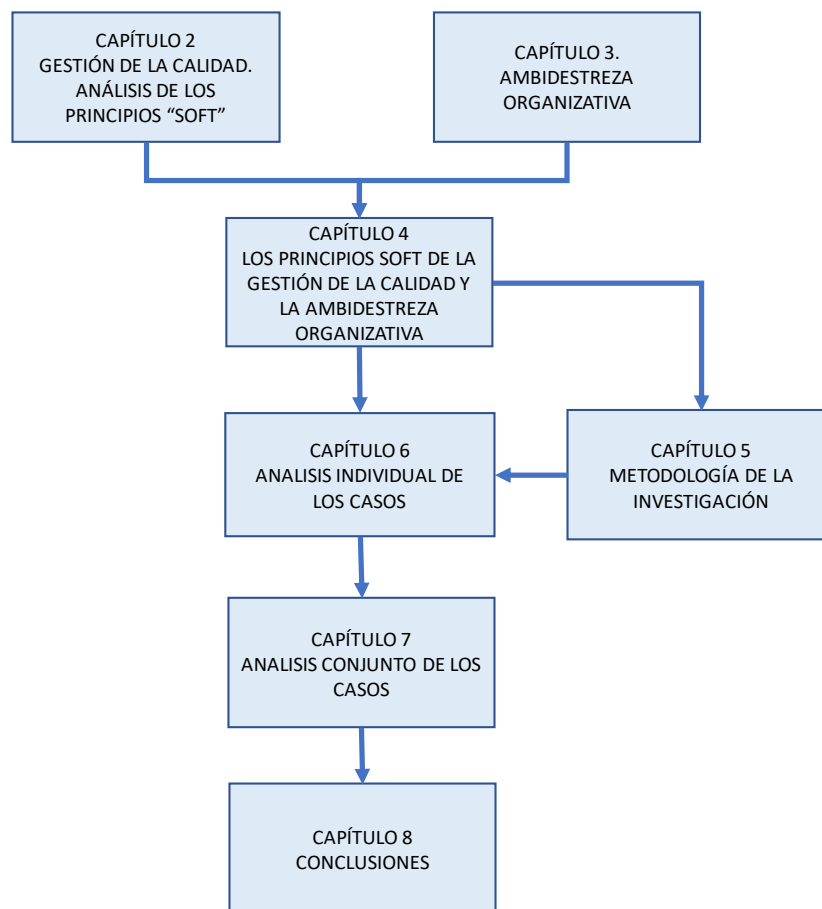 CAPÍTULO 2
GESTIÓN DE LA CALIDAD.
ANÁLISIS DE LOS
PRINCIPIOS “SOFT”
CAPÍTULO 3.
AMBIDESTREZA
ORGANIZATIVA
CAPÍTULO 4
LOS PRINCIPIOS SOFT DE LA
GESTIÓN DE LA CALIDAD Y
LA AMBIDESTREZA
ORGANIZATIVA
CAPÍTULO 6
ANALISIS INDIVIDUAL DE
LOS CASOS
CAPÍTULO 5
METODOLOGÍA DE LA
INVESTIGACIÓN
CAPÍTULO 7
ANALISIS CONJUNTO DE LOS
CASOS
CAPÍTULO 8
CONCLUSIONES